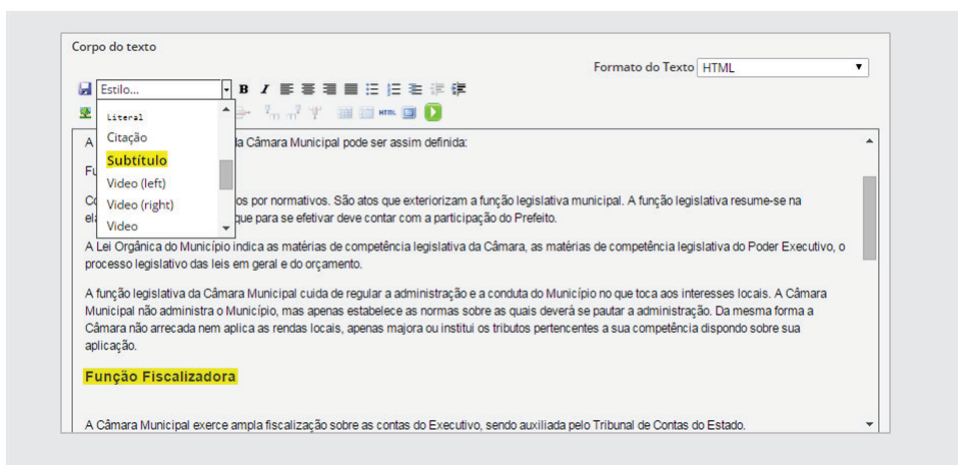 Corpo do texto
Formato do Texto HTML
Estilo... B I
HTML
Literal
Citação
Subtítulo
Video (left)
Video (right)
Video
A
la Câmara Municipal pode ser assim definida:
Fu
os por normativos. São atos que exteriorizam a função legislativa municipal. A função legislativa resume-se na
que para se efetivar deve contar com a participação do Prefeito.
A Lei Orgânica do Município indica as matérias de competência legislativa da Câmara, as matérias de competência legislativa do Poder Executivo, o
processo legislativo das leis em geral e do orçamento.
A função legislativa da Câmara Municipal cuida de regular a administração e a conduta do Município no que toca aos interesses locais. A Câmara
Municipal não administra o Município, mas apenas estabelece as normas sobre as quais deverá se pautar a administração. Da mesma forma a
Câmara não arrecada nem aplica as rendas locais, apenas majora ou institui os tributos pertencentes a sua competência dispondo sobre sua
aplicação.
Função Fiscalizadora
A Câmara Municipal exerce ampla fiscalização sobre as contas do Executivo, sendo auxiliada pelo Tribunal de Contas do Estado.